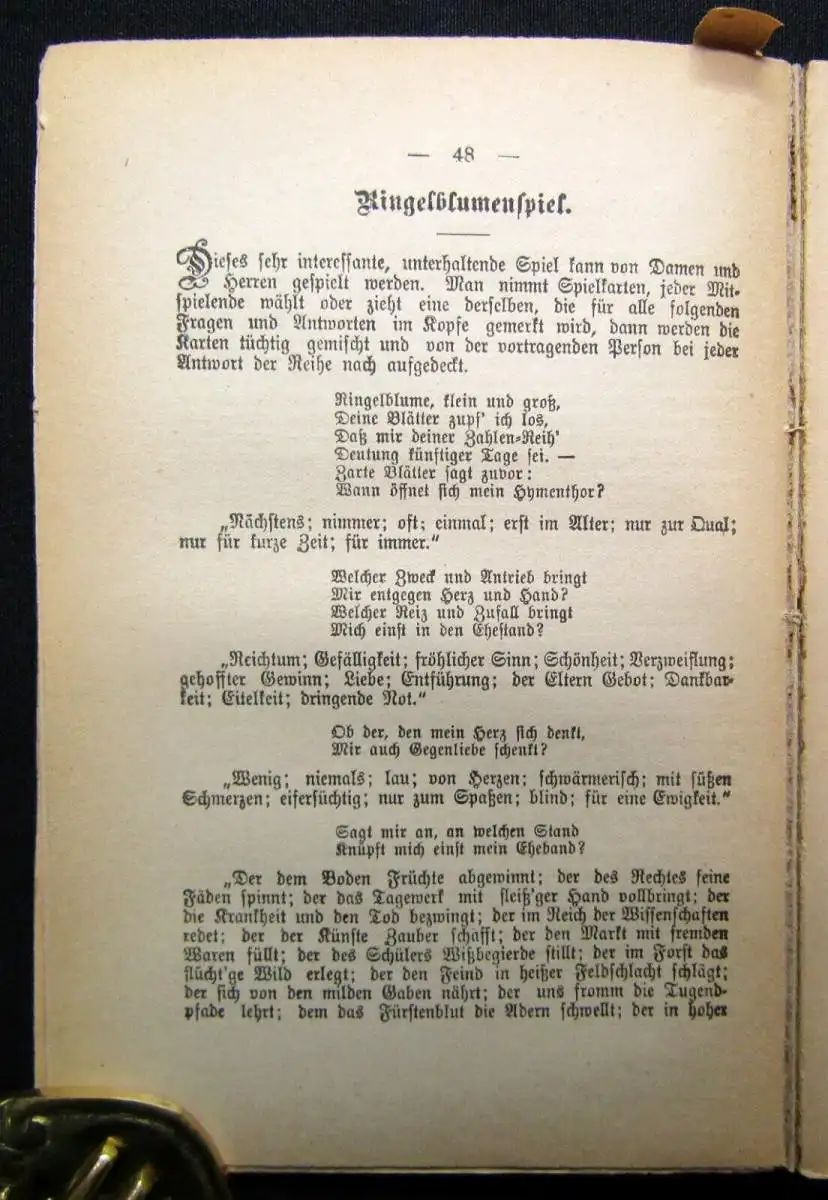 — 48 —
Ringelblumenspiel.
Dieses sehr interessante, unterhaltende Spiel kann von Damen und
Herren gespielt werden. Man nimmt Spielkarten, jeder Mit-
spielende wählt oder zieht eine derselben, die für alle folgenden
Fragen und Antworten im Kopfe gemerkt wird, dann werden die
Karten tüchtig gemischt und von der vortragenden Person bei jeder
Antwort der Reihe nach aufgedeckt.
Ringelblume, klein und groß,
Deine Blätter zupf' ich los,
Daß mir deiner Zahlen-Reih'
Deutung künftiger Tage sei. —
Zarte Blätter sagt zuvor:
Wann öffnet sich mein Hymenthor?
„Nächstens; nimmer; oft; einmal; erst im Alter; nur zur Qual;
nur für kurze Zeit; für immer.“
Welcher Zweck und Antrieb bringt
Mir entgegen Herz und Hand?
Welcher Reiz und Zufall bringt
Mich einst in den Ehestand?
„Reichtum; Gefälligkeit; fröhlicher Sinn; Schönheit; Verzweiflung;
gehoffter Gewinn; Liebe; Entführung; der Eltern Gebot; Dankbar-
keit; Eitelkeit; dringende Not.“
Ob der, den mein Herz sich denkt,
Mir auch Gegenliebe schenkt?
„Wenig; niemals; lau; von Herzen; schwärmerisch; mit süßen
Schmerzen; eifersüchtig; nur zum Spaßen; blind; für eine Ewigkeit.“
Sagt mir an, an welchen Stand
Knüpft mich einst mein Eheband?
„Der dem Boden Früchte abgewinnt; der des Rechtes feine
Fäden spinnt; der das Tagewerk mit fleiß'ger Hand vollbringt; der
die Krankheit und den Tod bezwingt; der im Reich der Wissenschaften
redet; der der Künste Zauber schafft; der den Markt mit fremden
Waren füllt; der des Schülers Wißbegierde stillt; der im Forst das
flücht'ge Wild erlegt; der den Feind in heißer Feldschlacht schlägt;
der sich von den milden Gaben nährt; der uns fromm die Tugend-
pfade lehrt; dem das Fürstenblut die Adern schwellt; der in hoher